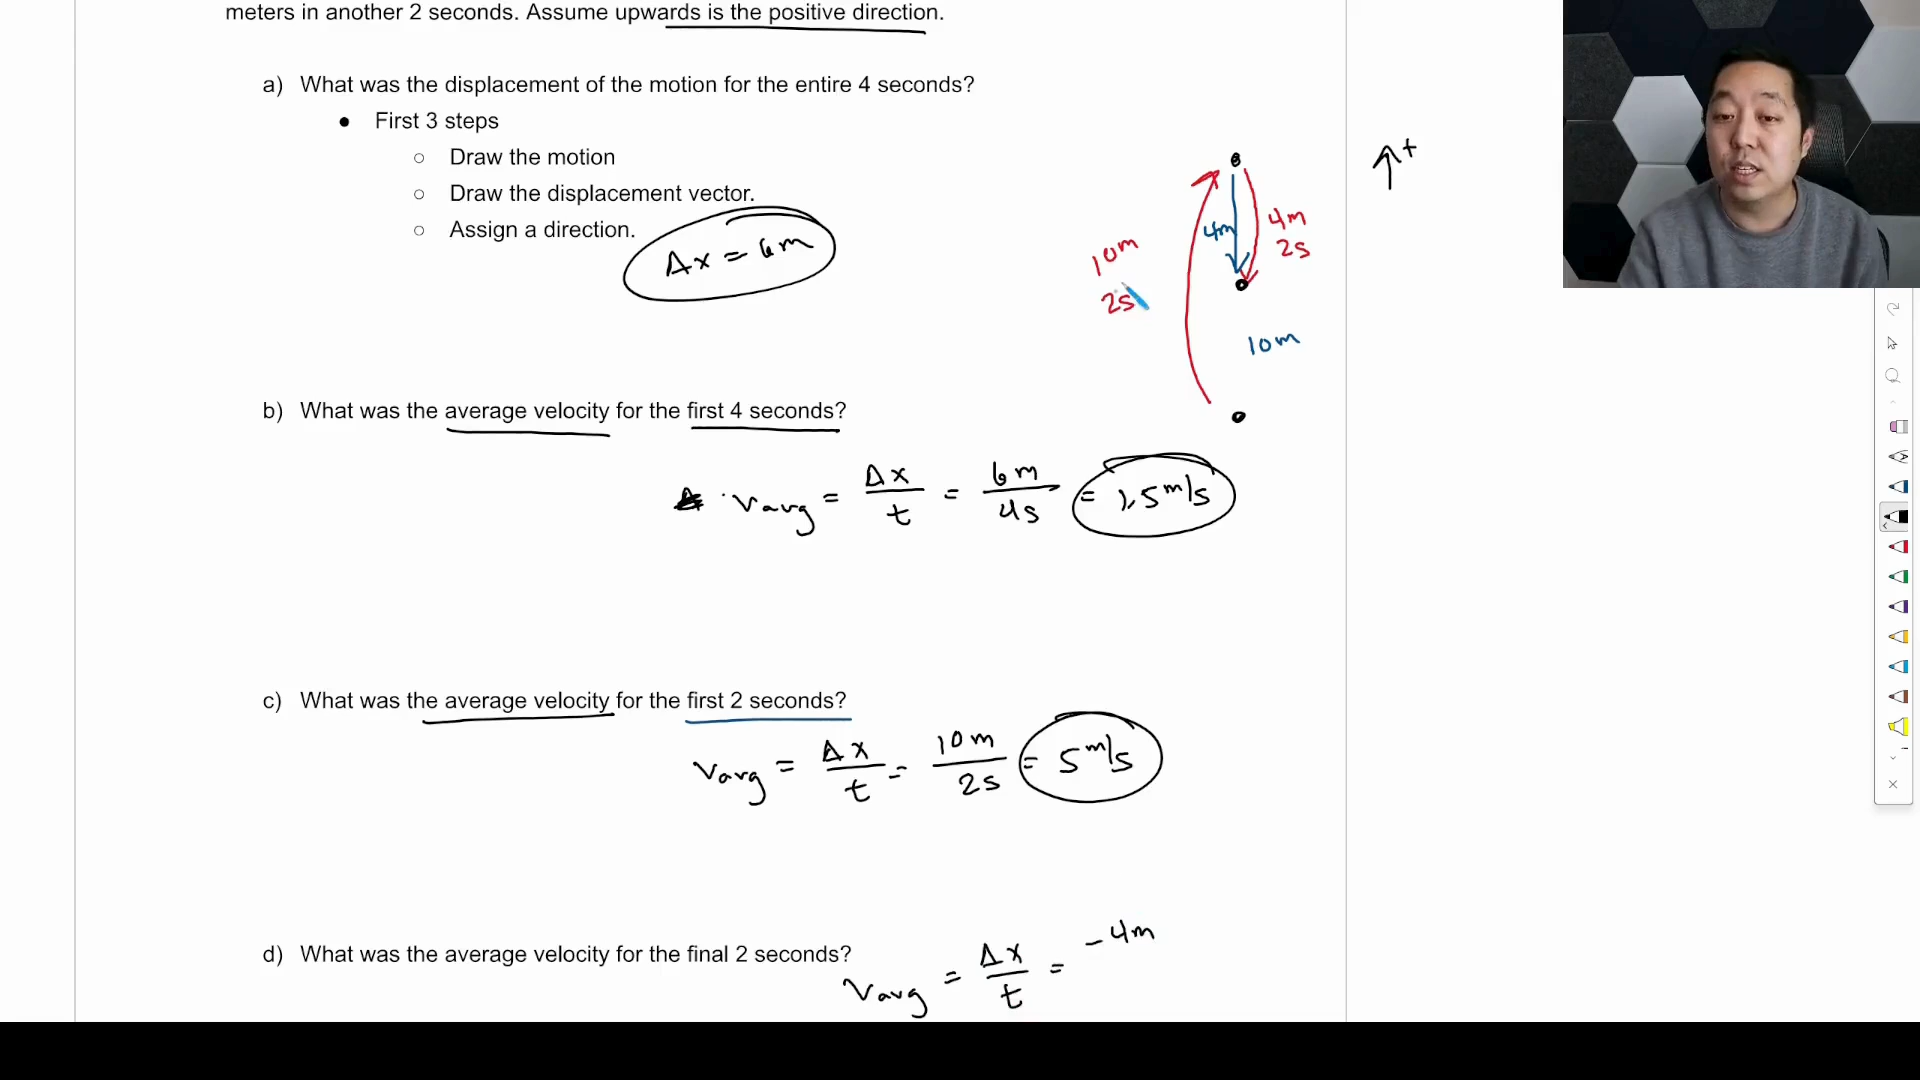 meters in another 2 seconds. Assume upwards is the positive direction.
a) What was the displacement of the motion for the entire 4 seconds?
● First 3 steps
○ Draw the motion
○ Draw the displacement vector.
○ Assign a direction.
Δx = 6m
↑+
10m
2s
4m
4m
2s
10m
b) What was the average velocity for the first 4 seconds?
Vavg = Δx/t = 6m/4s = 1.5 m/s
c) What was the average velocity for the first 2 seconds?
Vavg = Δx/t = 10m/2s = 5 m/s
d) What was the average velocity for the final 2 seconds?
Vavg = Δx/t = -4m